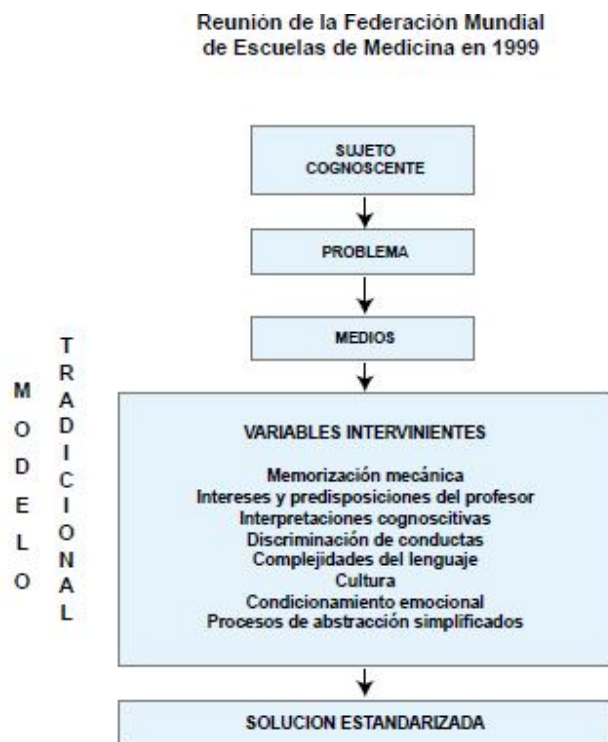 Reunión de la Federación Mundial
de Escuelas de Medicina en 1999
SUJETO
COGNOSCENTE
PROBLEMA
MEDIOS
MODELO
TRADICIONAL
VARIABLES INTERVINIENTES
Memorización mecánica
Intereses y predisposiciones del profesor
Interpretaciones cognoscitivas
Discriminación de conductas
Complejidades del lenguaje
Cultura
Condicionamiento emocional
Procesos de abstracción simplificados
SOLUCION ESTANDARIZADA